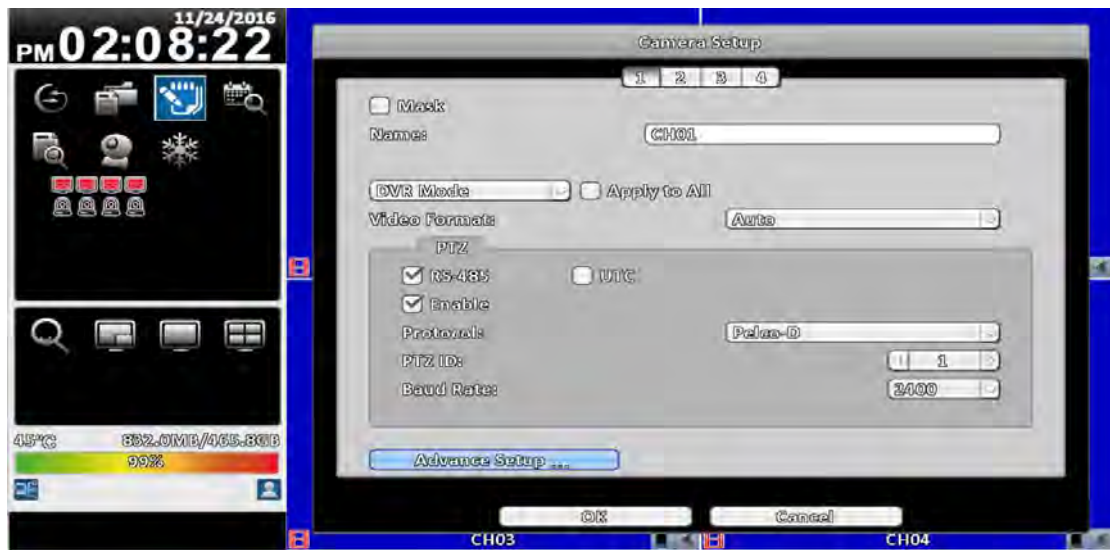 11/24/2016
PM 02:08:22
45°C 832.0MB/465.8GB
99%
Camera Setup
1 2 3 4
Mask
Name: CH01
DVR Mode Apply to All
Video Format: Auto
PTZ
RS-485 UTC
Enable
Protocol: Pelco-D
PTZ ID: 1
Baud Rate: 2400
Advance Setup ...
OK Cancel
CH03 CH04